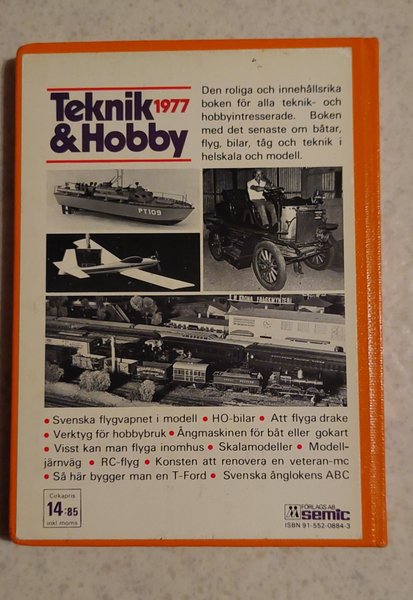 Teknik 1977
& Hobby
Den roliga och innehållsrika
boken för alla teknik- och
hobbyintresserade. Boken
med det senaste om båtar,
flyg, bilar, tåg och teknik i
helskala och modell.
PT109
• Svenska flygvapnet i modell • HO-bilar • Att flyga drake
• Verktyg för hobbybruk • Ångmaskinen för båt eller gokart
• Visst kan man flyga inomhus • Skalamodeller • Modell-
järnväg • RC-flyg • Konsten att renovera en veteran-mc
• Så här bygger man en T-Ford • Svenska ånglokens ABC
Cirkapris
14:85
inkl moms
FÖRLAGS AB
semic
ISBN 91-552-0884-3